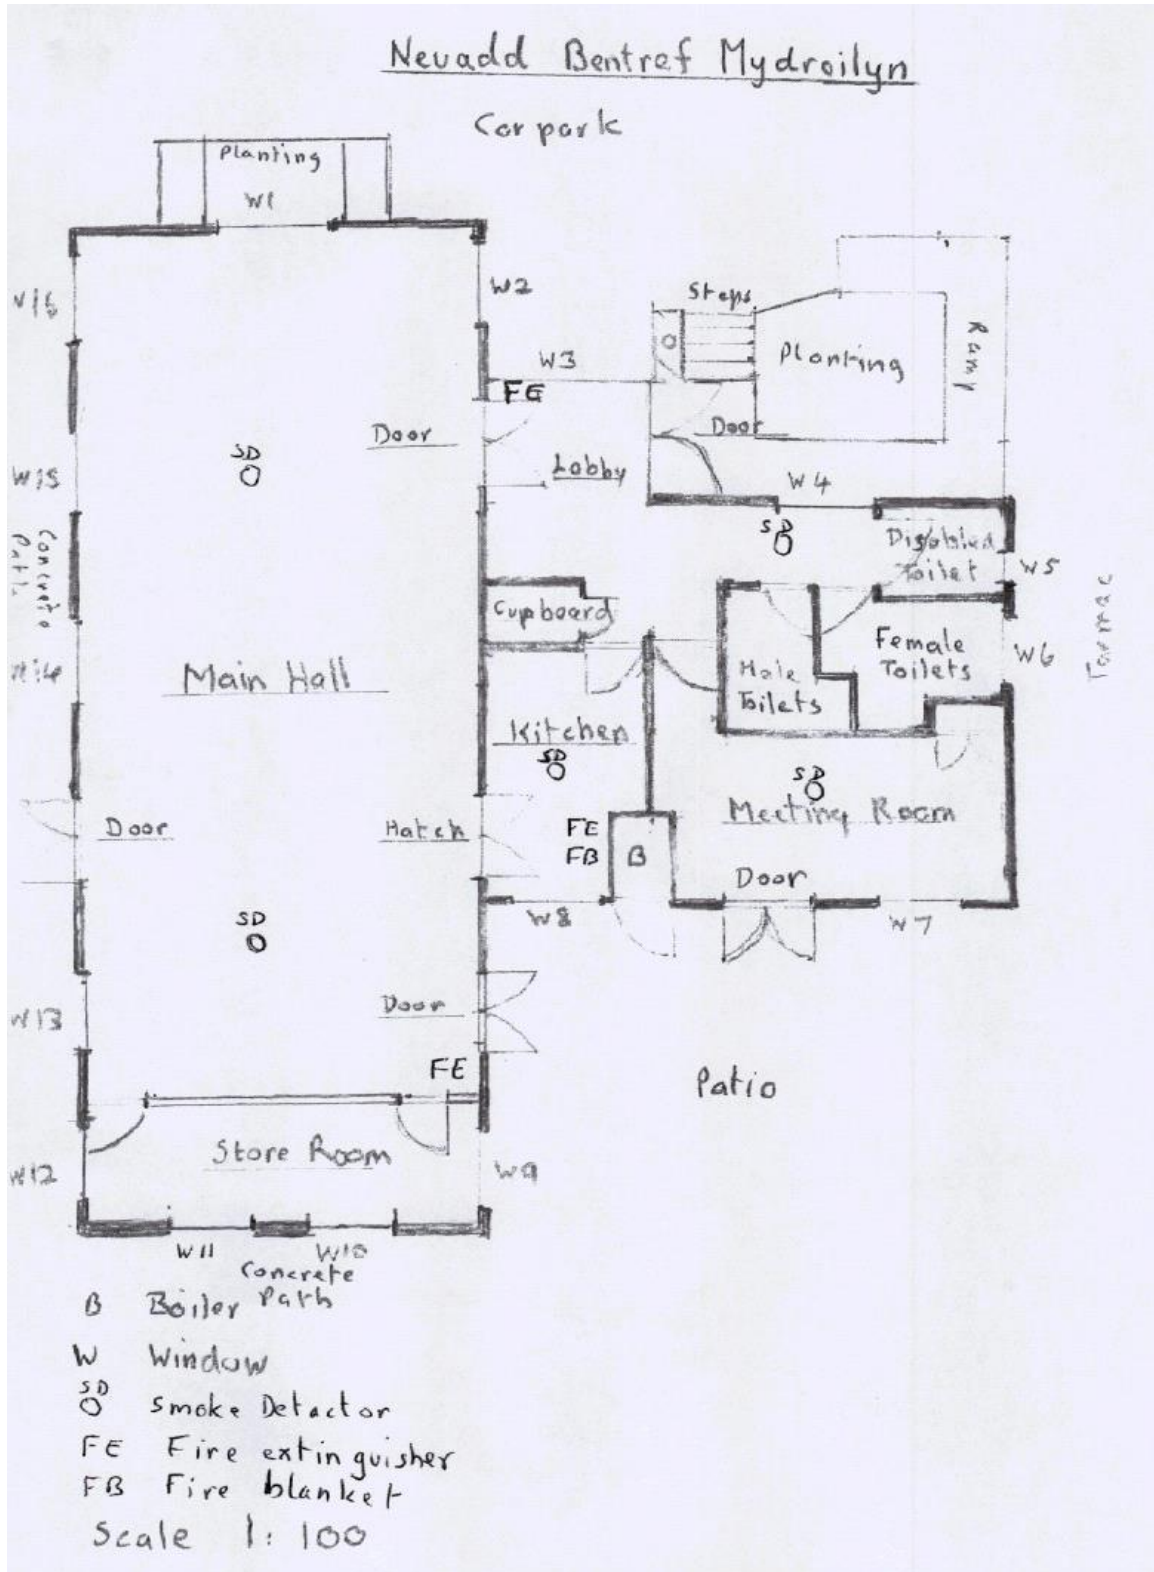 Neuadd Bentref Mydroilyn
Car park
Planting
W1
W2
W16
Steps
W3
Planting
Ramp
FE
Door
Door
SD
Lobby
W15
W4
SD
Disabled
Toilet
W5
Concrete
Path
Cupboard
Tarmac
Female
Toilets
W6
Main Hall
Male
Toilets
W14
Kitchen
SD
SD
Meeting Room
Door
Hatch
FE
FB
B
Door
W8
W7
SD
Door
W13
FE
Patio
Store Room
W12
W9
W11
W10
Concrete
Path
B Boiler
W Window
SD Smoke Detector
FE Fire extinguisher
FB Fire blanket
Scale 1:100